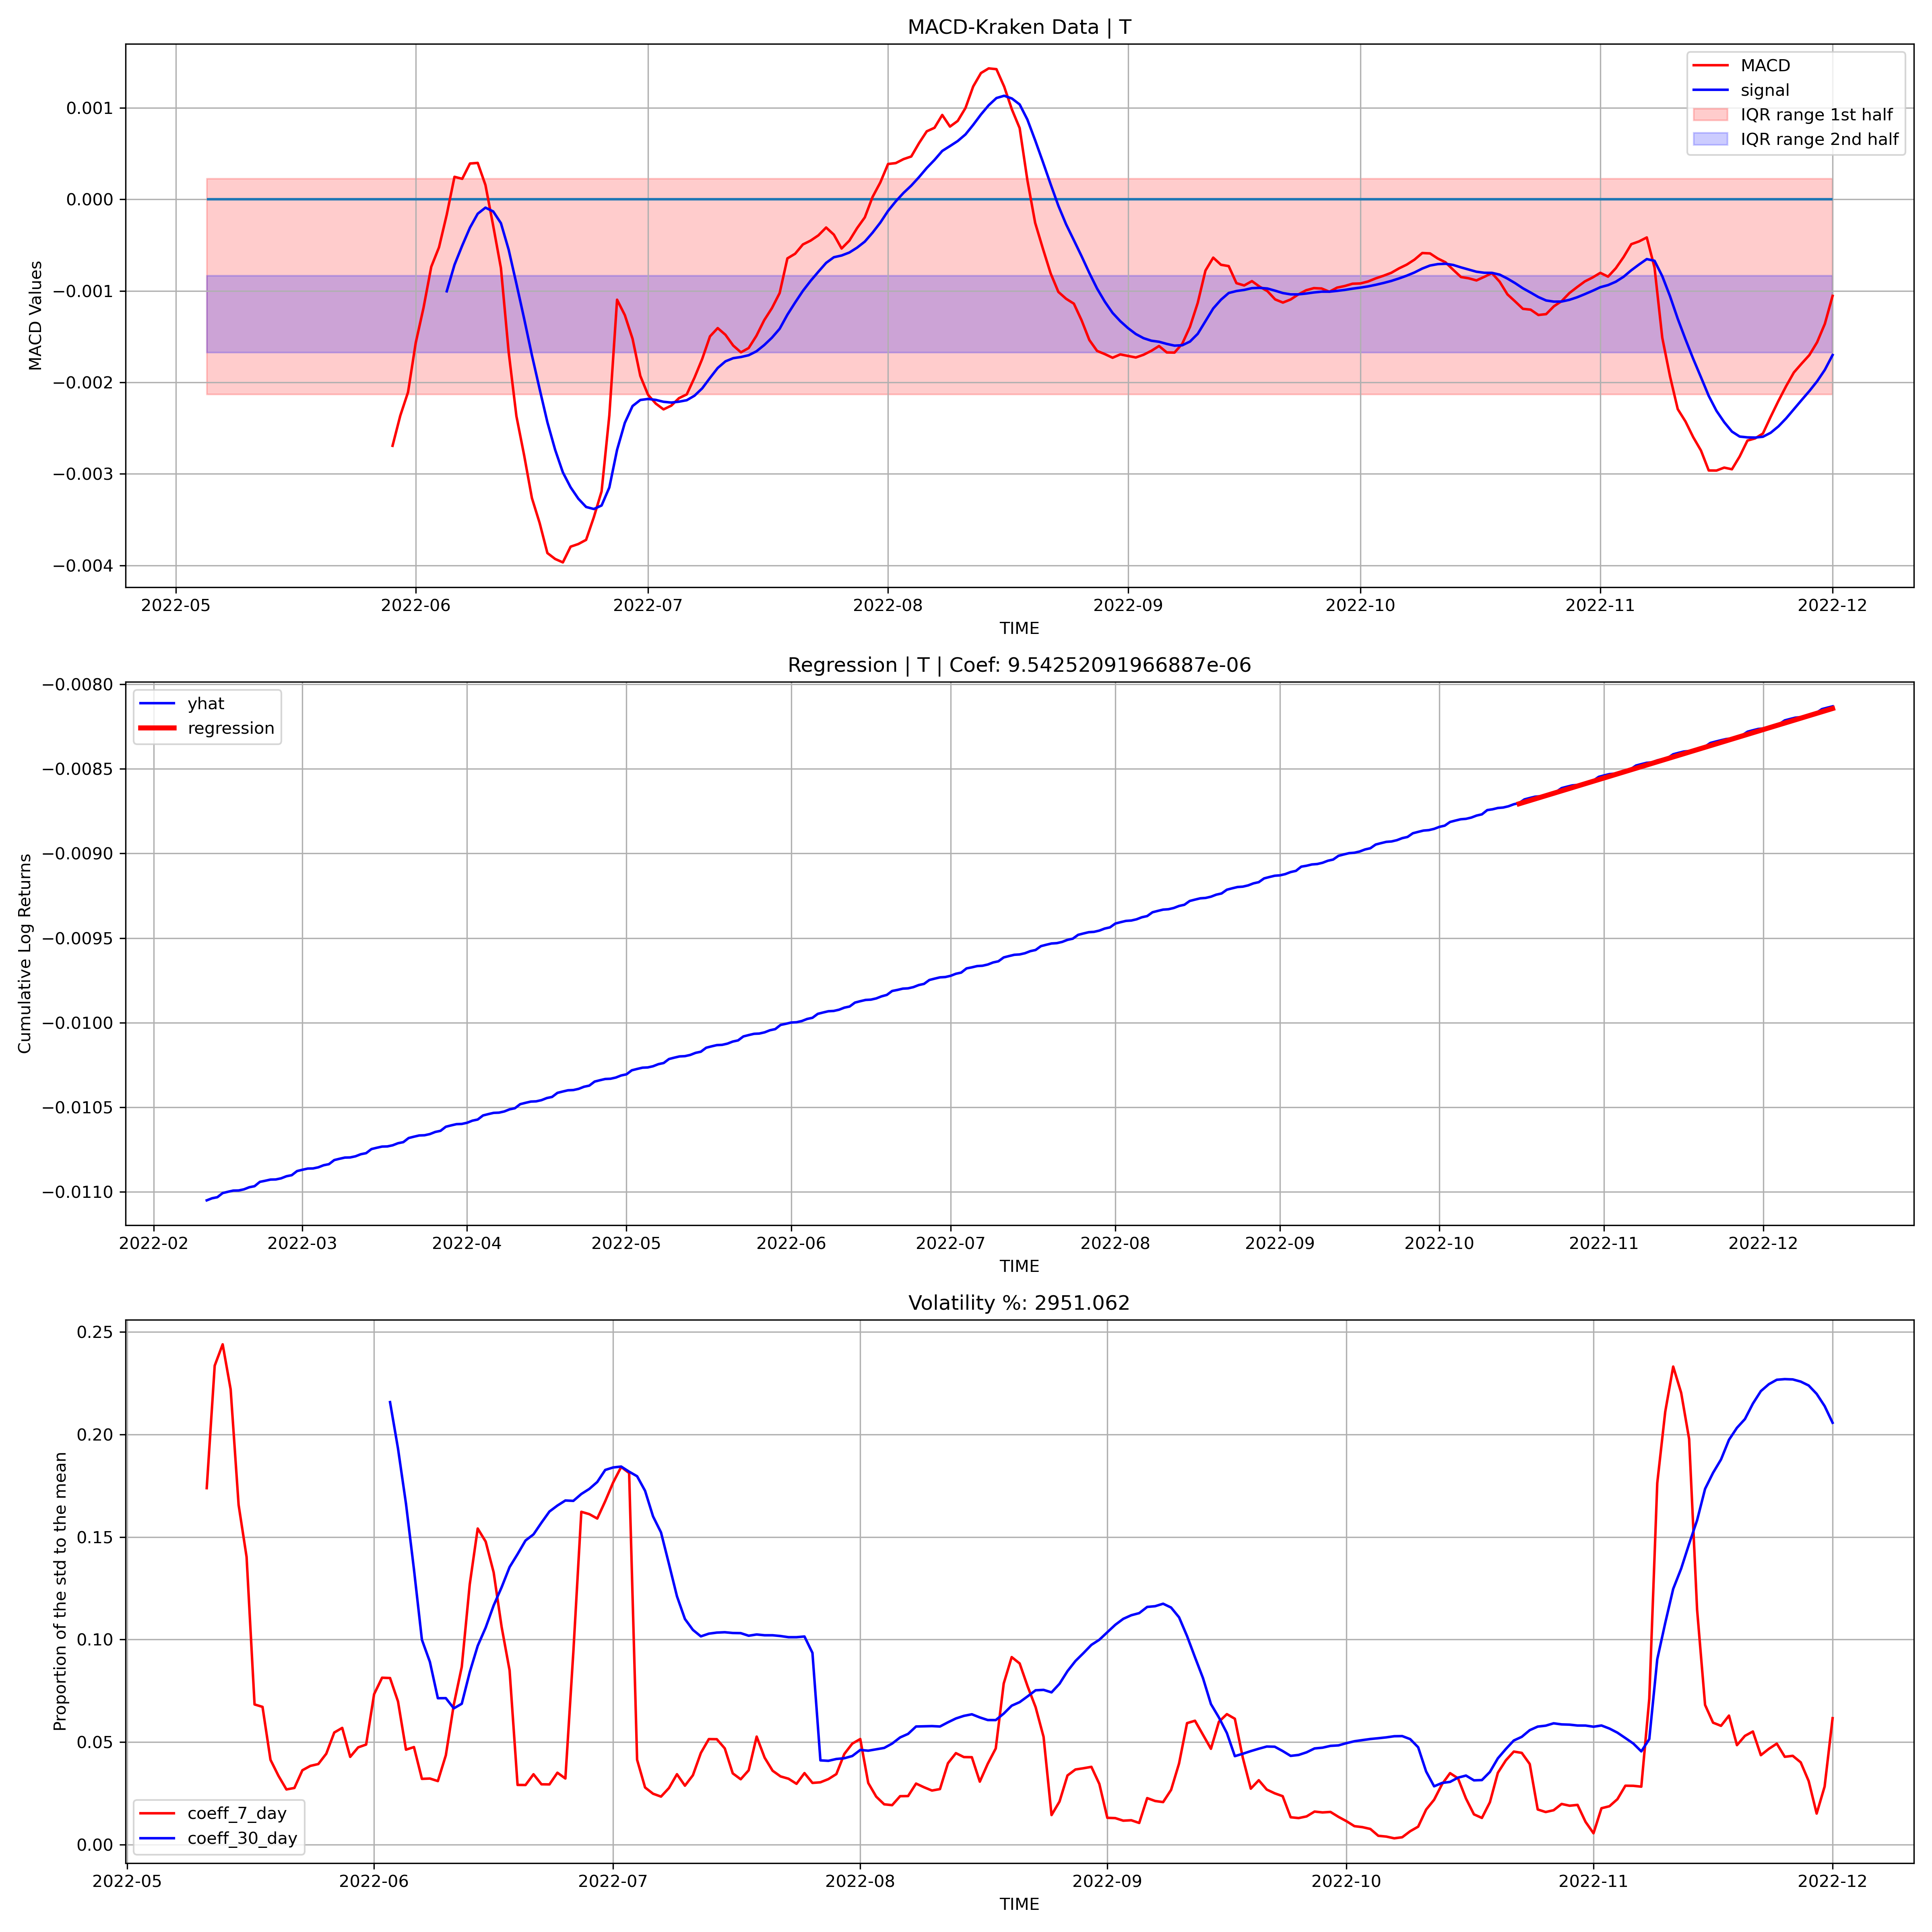 MACD-Kraken Data | T
MACD
signal
IQR range 1st half
IQR range 2nd half
0.001
0.000
−0.001
−0.002
−0.003
−0.004
MACD Values
2022-05 2022-06 2022-07 2022-08 2022-09 2022-10 2022-11 2022-12
TIME
Regression | T | Coef: 9.54252091966887e-06
yhat
regression
−0.0080
−0.0085
−0.0090
−0.0095
−0.0100
−0.0105
−0.0110
Cumulative Log Returns
2022-02 2022-03 2022-04 2022-05 2022-06 2022-07 2022-08 2022-09 2022-10 2022-11 2022-12
TIME
Volatility %: 2951.062
0.25
0.20
0.15
0.10
0.05
0.00
Proportion of the std to the mean
coeff_7_day
coeff_30_day
2022-05 2022-06 2022-07 2022-08 2022-09 2022-10 2022-11 2022-12
TIME